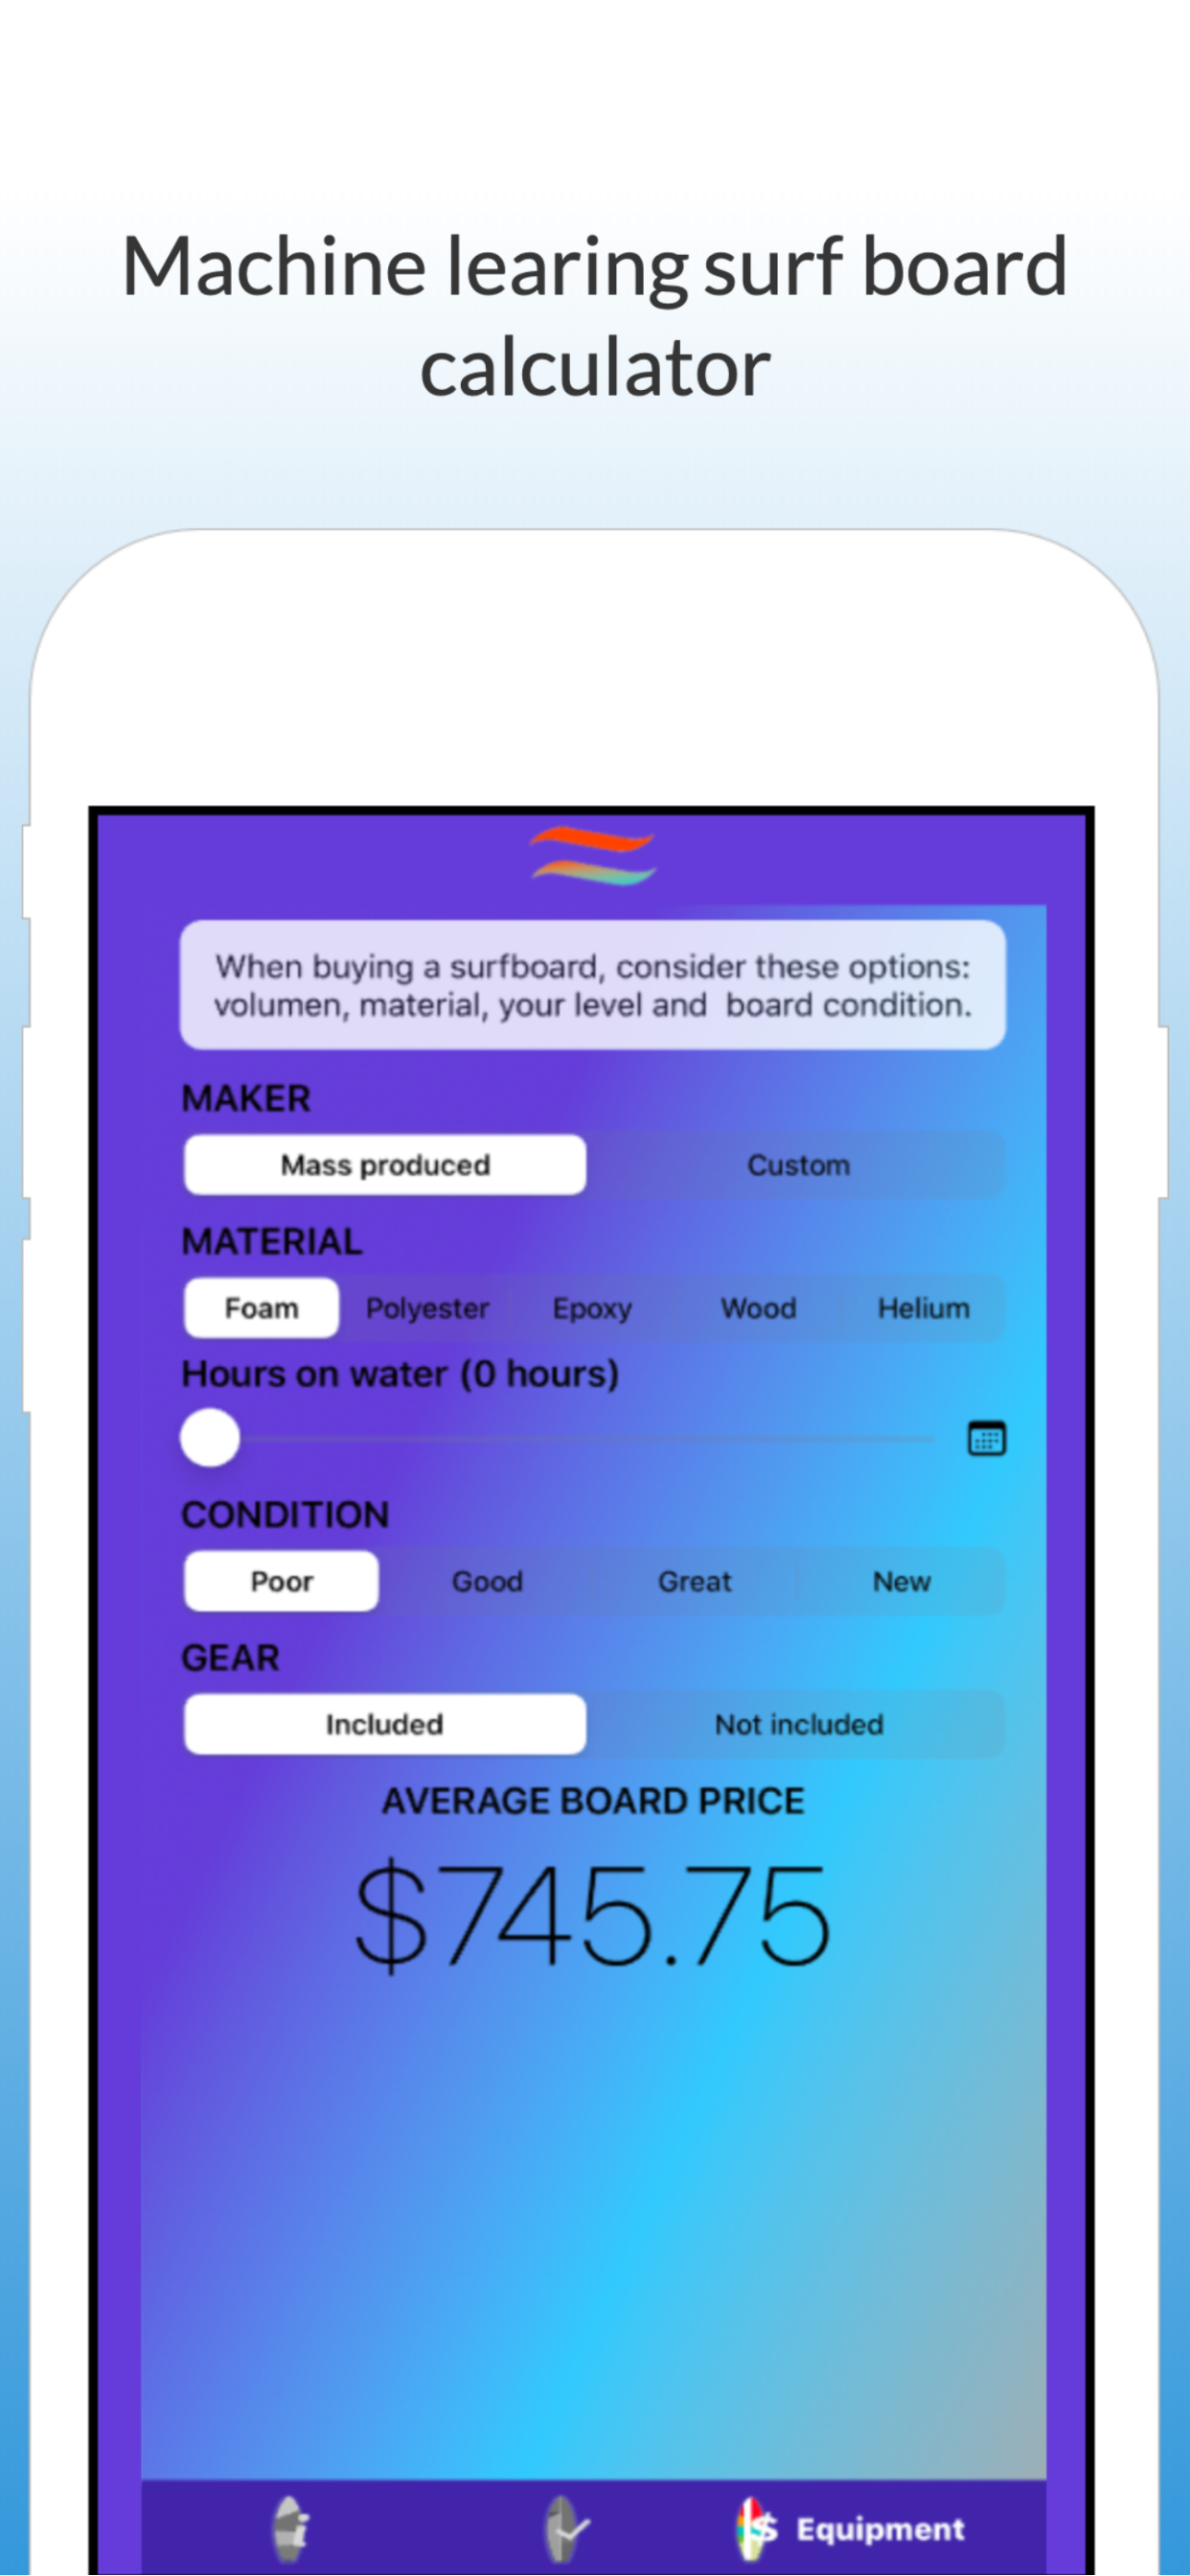 Machine learing surf board
calculator
When buying a surfboard, consider these options:
volumen, material, your level and  board condition.
MAKER
Mass produced Custom
MATERIAL
Foam Polyester Epoxy Wood Helium
Hours on water (0 hours)
CONDITION
Poor Good Great New
GEAR
Included Not included
AVERAGE BOARD PRICE
$745.75
i $ Equipment